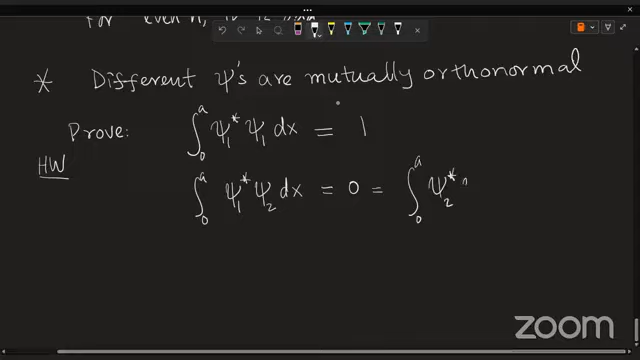 * Different ψ's are mutually orthonormal
Prove: ∫₀ᵃ ψ₁* ψ₁ dx = 1
HW
∫₀ᵃ ψ₁* ψ₂ dx = 0 = ∫₀ᵃ ψ₂*
zoom